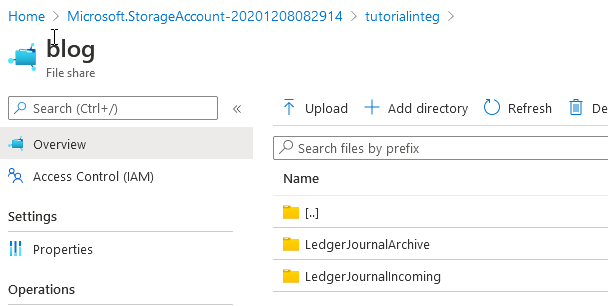 Home > Microsoft.StorageAccount-20201208082914 > tutorialinteg >
blog
File share
Search (Ctrl+/)
«
Overview
Access Control (IAM)
Settings
Properties
Operations
Upload
Add directory
Refresh
De
Search files by prefix
Name
[..]
LedgerJournalArchive
LedgerJournalIncoming